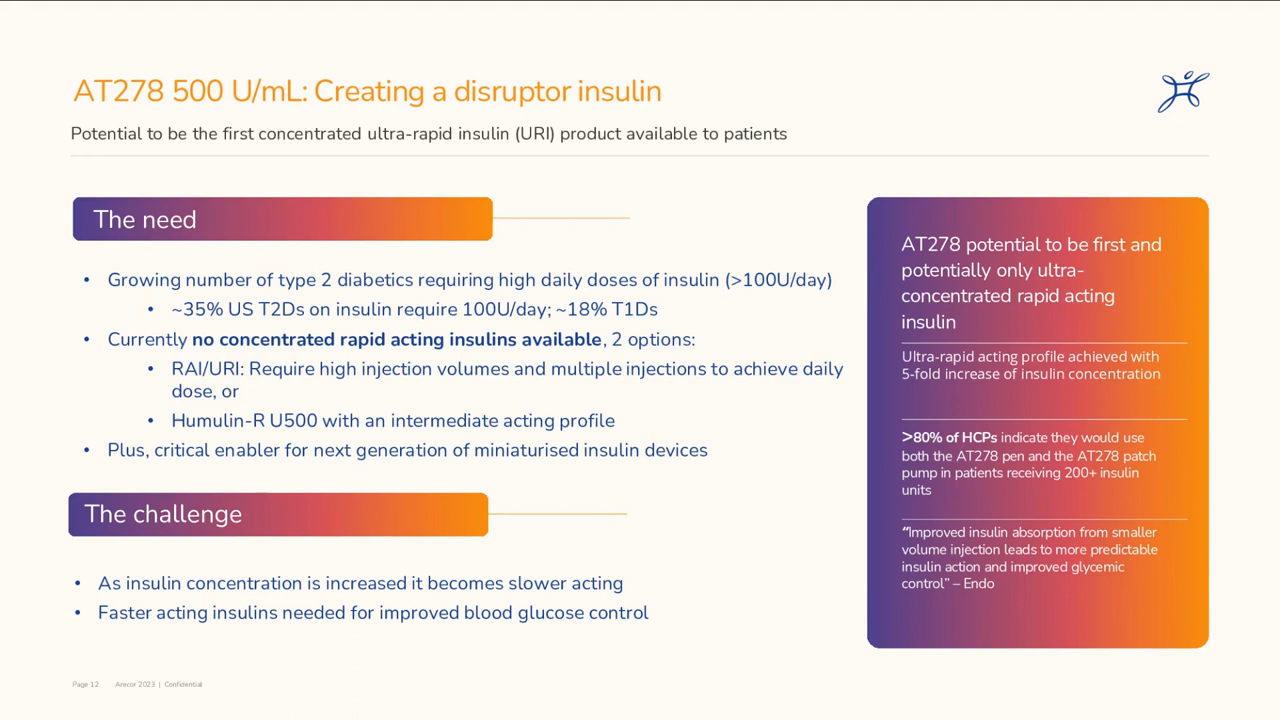 AT278 500 U/mL: Creating a disruptor insulin
Potential to be the first concentrated ultra-rapid insulin (URI) product available to patients
The need
• Growing number of type 2 diabetics requiring high daily doses of insulin (>100U/day)
• ~35% US T2Ds on insulin require 100U/day; ~18% T1Ds
• Currently no concentrated rapid acting insulins available, 2 options:
• RAI/URI: Require high injection volumes and multiple injections to achieve daily
dose, or
• Humulin-R U500 with an intermediate acting profile
• Plus, critical enabler for next generation of miniaturised insulin devices
The challenge
• As insulin concentration is increased it becomes slower acting
• Faster acting insulins needed for improved blood glucose control
AT278 potential to be first and
potentially only ultra-
concentrated rapid acting
insulin
Ultra-rapid acting profile achieved with
5-fold increase of insulin concentration
>80% of HCPs indicate they would use
both the AT278 pen and the AT278 patch
pump in patients receiving 200+ insulin
units
“Improved insulin absorption from smaller
volume injection leads to more predictable
insulin action and improved glycemic
control” – Endo
Page 12 Arecor 2023 | Confidential